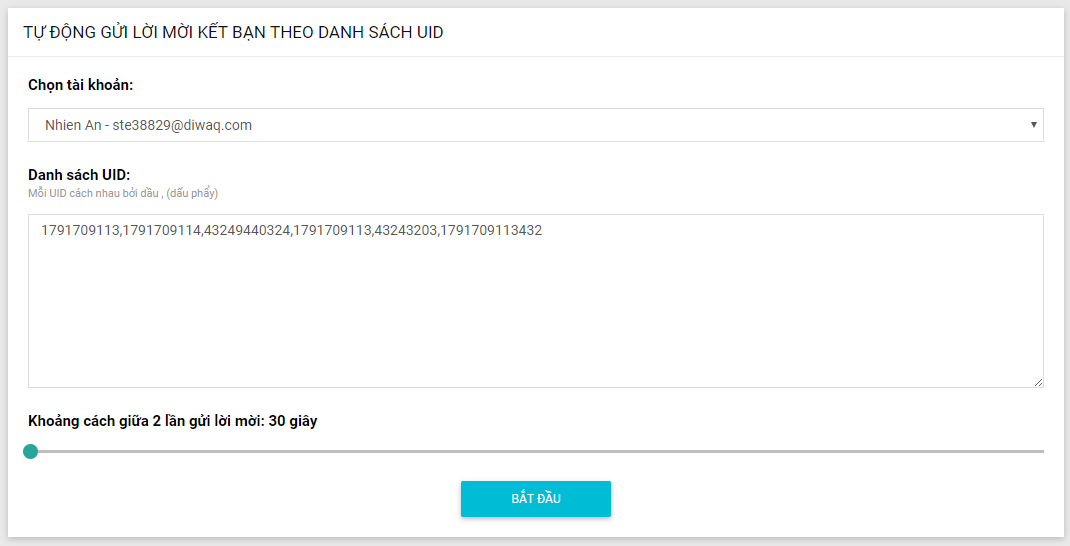 TỰ ĐỘNG GỬI LỜI MỜI KẾT BẠN THEO DANH SÁCH UID
Chọn tài khoản:
Nhien An - ste38829@diwaq.com
Danh sách UID:
Mỗi UID cách nhau bởi dầu , (dấu phẩy)
1791709113,1791709114,43249440324,1791709113,43243203,1791709113432
Khoảng cách giữa 2 lần gửi lời mời: 30 giây
BẮT ĐẦU